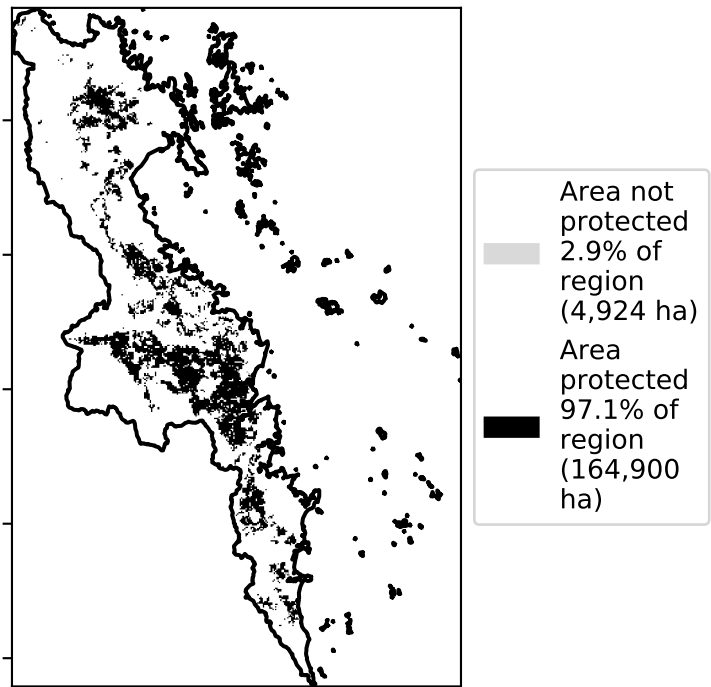 Area not
protected
2.9% of
region
(4,924 ha)
Area
protected
97.1% of
region
(164,900
ha)